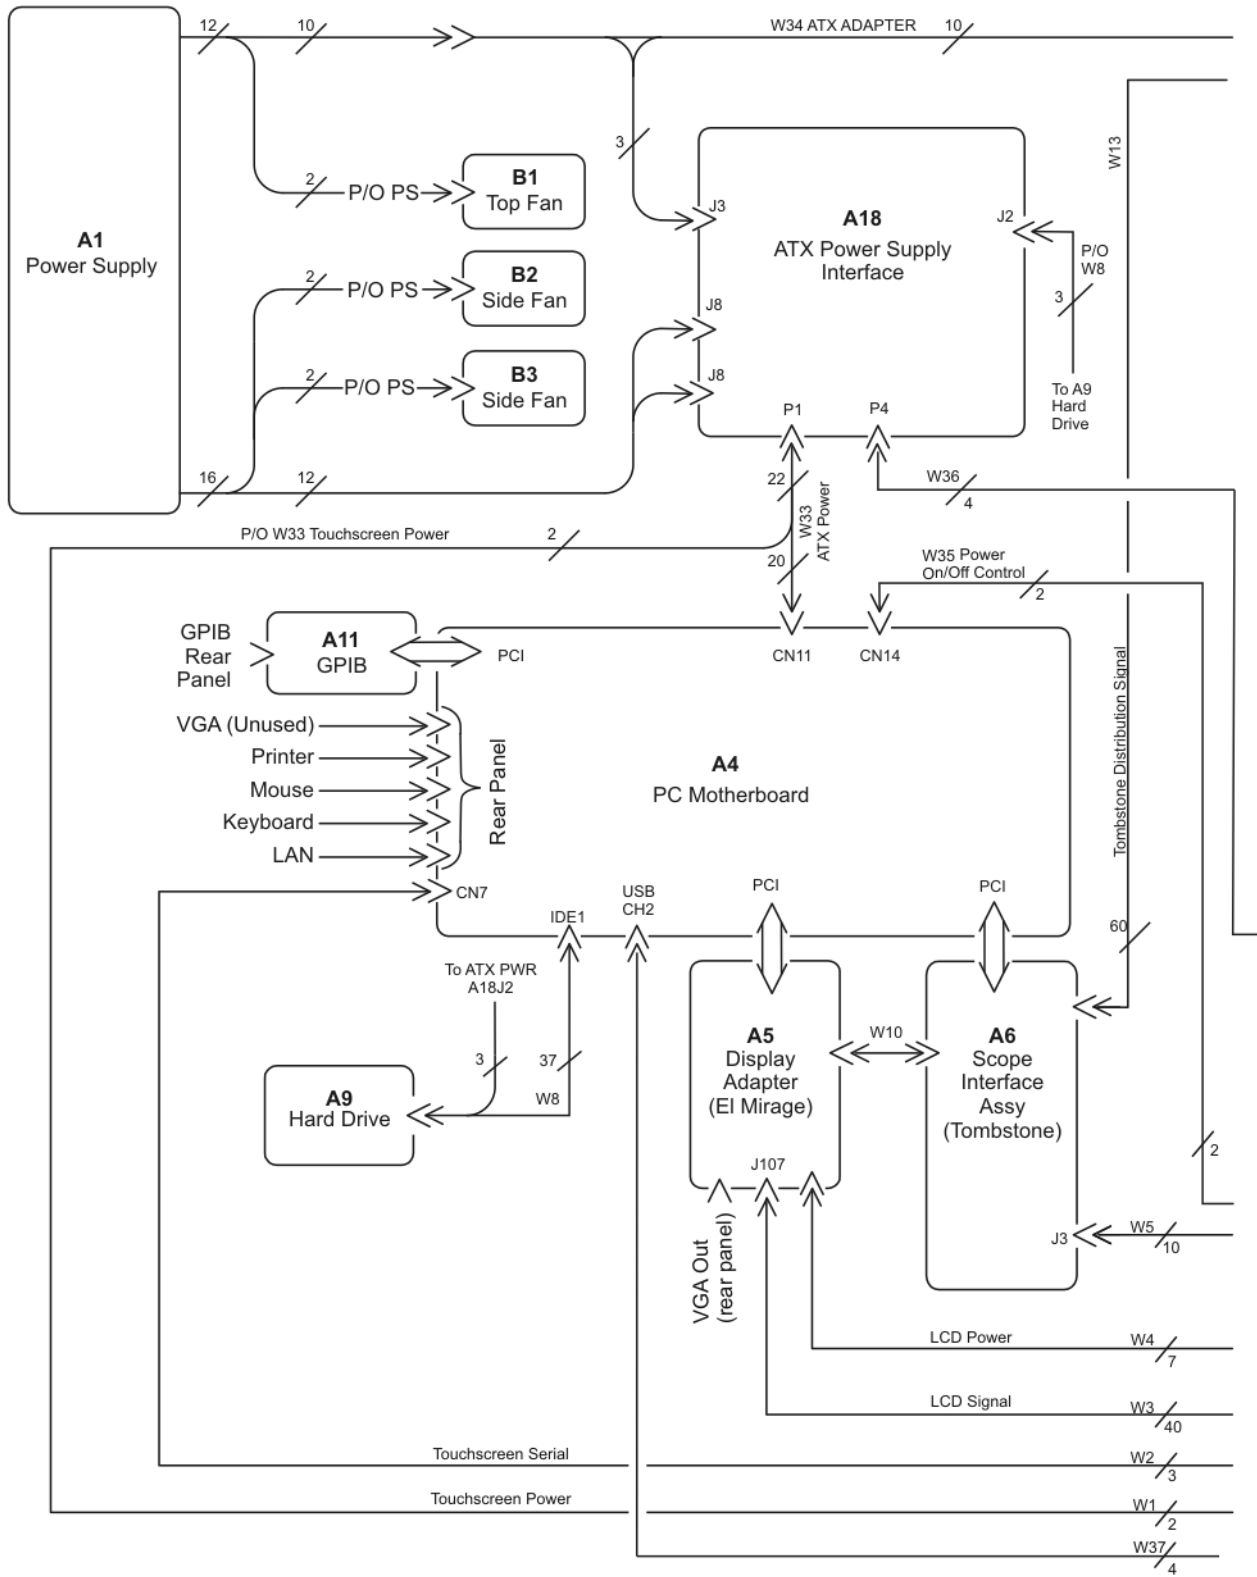 12
10
W34 ATX ADAPTER
10
3
W13
2
P/O PS
B1
Top Fan
J3
A18
ATX Power Supply
Interface
J2
P/O
W8
3
A1
Power Supply
2
P/O PS
B2
Side Fan
J8
2
P/O PS
B3
Side Fan
J8
P1
P4
To A9
Hard
Drive
16
12
22
W33
ATX Power
W36
4
P/O W33 Touchscreen Power
2
20
W35 Power
On/Off Control
2
GPIB
Rear
Panel
A11
GPIB
PCI
CN11
CN14
Tombstone Distribution Signal
VGA (Unused)
Printer
Mouse
Keyboard
LAN
Rear Panel
A4
PC Motherboard
CN7
IDE1
USB
CH2
PCI
PCI
60
To ATX PWR
A18J2
3
37
W8
A9
Hard Drive
A5
Display
Adapter
(El Mirage)
W10
A6
Scope
Interface
Assy
(Tombstone)
J107
2
VGA Out
(rear panel)
J3
W5
10
LCD Power
W4
7
LCD Signal
W3
40
Touchscreen Serial
W2
3
Touchscreen Power
W1
2
W37
4